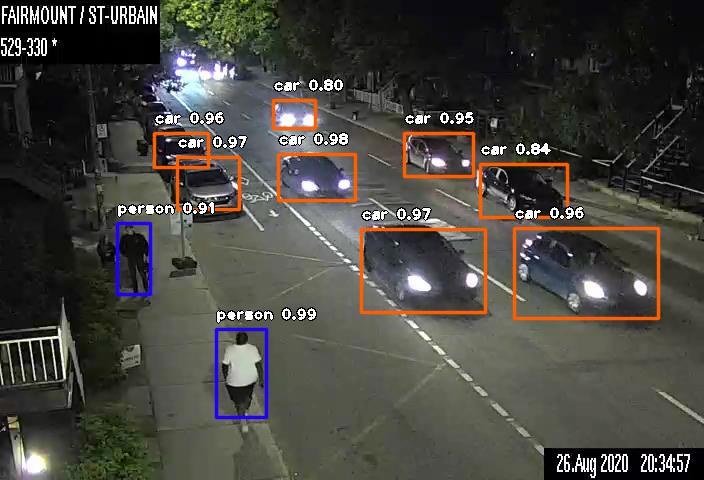 FAIRMOUNT / ST-URBAIN
529-330 *
car 0.80
car 0.96
car 0.95
car 0.97
car 0.98
car 0.84
person 0.91
car 0.97
car 0.96
person 0.99
26.Aug 2020 20:34:57